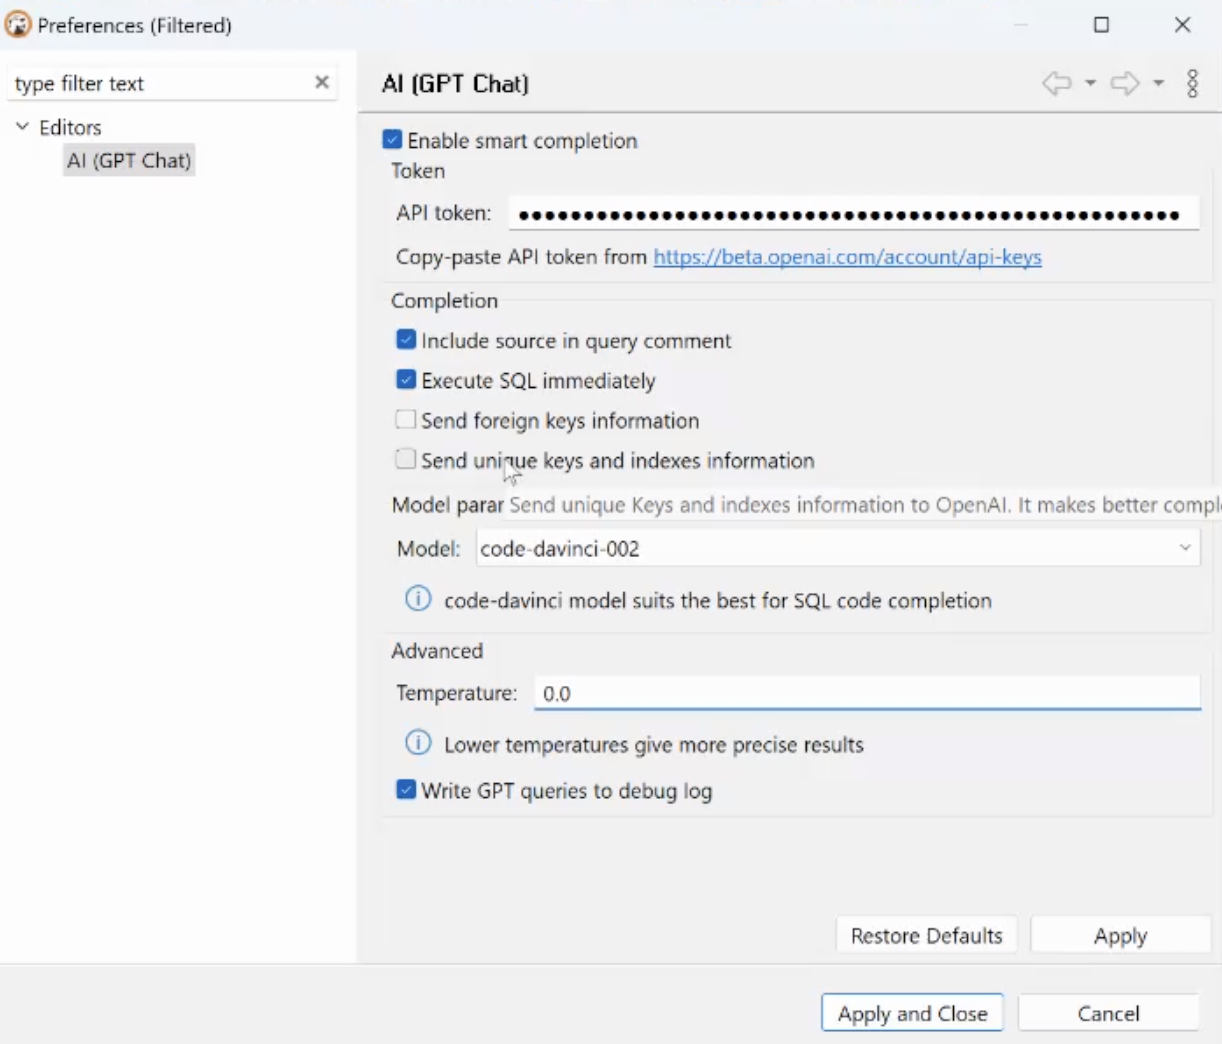 Preferences (Filtered)
type filter text
Editors
AI (GPT Chat)
AI (GPT Chat)
Enable smart completion
Token
API token: ●●●●●●●●●●●●●●●●●●●●●●●●●●●●●●●●●●●●●●●●●●●●●●●●●●●
Copy-paste API token from https://beta.openai.com/account/api-keys
Completion
Include source in query comment
Execute SQL immediately
Send foreign keys information
Send unique keys and indexes information
Model parar Send unique Keys and indexes information to OpenAI. It makes better comple
Model: code-davinci-002
code-davinci model suits the best for SQL code completion
Advanced
Temperature: 0.0
Lower temperatures give more precise results
Write GPT queries to debug log
Restore Defaults Apply
Apply and Close Cancel